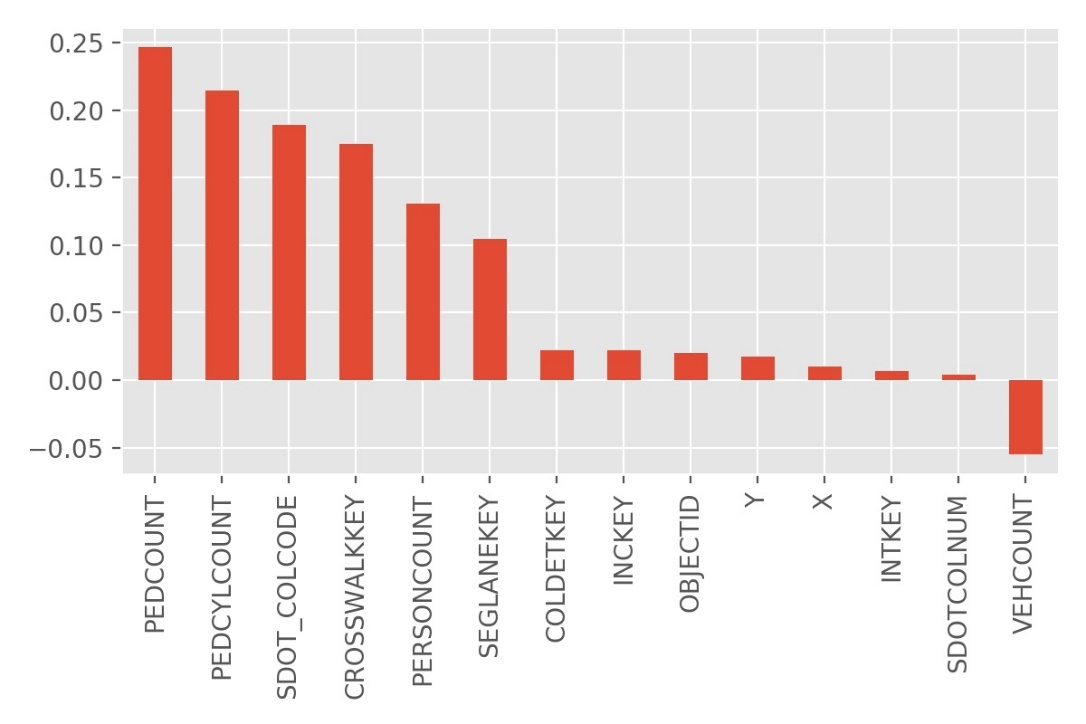 0.25
0.20
0.15
0.10
0.05
0.00
−0.05
PEDCOUNT
PEDCYLCOUNT
SDOT_COLCODE
CROSSWALKKEY
PERSONCOUNT
SEGLANEKEY
COLDETKEY
INCKEY
OBJECTID
Y
X
INTKEY
SDOTCOLNUM
VEHCOUNT